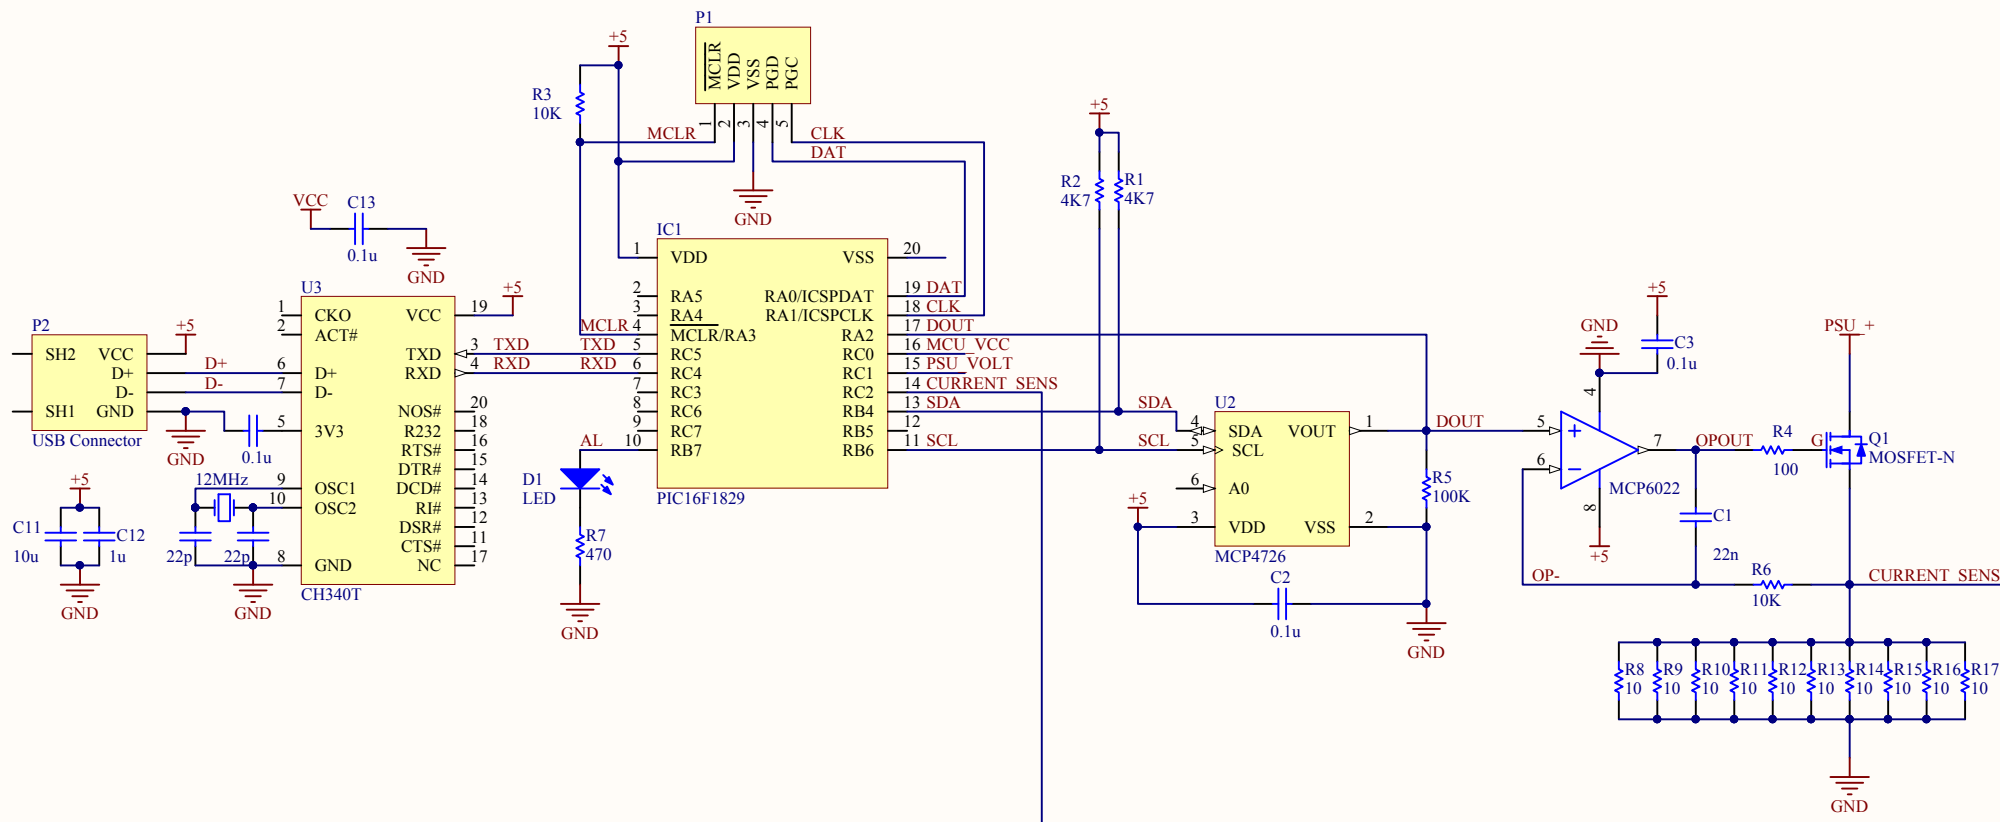 P1
MCLR
VDD
VSS
PGD
PGC
1
2
3
4
5
+5
R3
10K
MCLR
CLK
DAT
GND
+5
R2
4K7
R1
4K7
VCC
C13
0.1u
GND
IC1
1 VDD VSS 20
2 RA5 RA0/ICSPDAT 19 DAT
3 RA4 RA1/ICSPCLK 18 CLK
MCLR 4 MCLR/RA3 RA2 17 DOUT
TXD 5 RC5 RC0 16 MCU_VCC
RXD 6 RC4 RC1 15 PSU_VOLT
7 RC3 RC2 14 CURRENT_SENS
8 RC6 RB4 13 SDA
9 RC7 RB5 12
AL 10 RB7 RB6 11 SCL
PIC16F1829
U3
1 CKO VCC 19 +5
2 ACT#
TXD 3 TXD
RXD 4 RXD
6 D+
7 D-
NOS# 20
5 3V3 R232 18
RTS# 16
DTR# 15
9 OSC1 DCD# 14
10 OSC2 RI# 13
DSR# 12
CTS# 11
8 GND NC 17
CH340T
P2
SH2 VCC +5
D+ D+
D- D-
SH1 GND
USB Connector
GND
0.1u
12MHz
22p
22p
GND
+5
C11
10u
C12
1u
GND
D1
LED
R7
470
GND
SDA
SCL
U2
4 SDA VOUT 1 DOUT
5 SCL
6 A0
3 VDD VSS 2
MCP4726
+5
R5
100K
C2
0.1u
GND
+5
GND
C3
0.1u
4
5 +
6 −
7 OPOUT
8
MCP6022
+5
R4
100
C1
22n
OP-
R6
10K
PSU_+
G
Q1
MOSFET-N
CURRENT_SENS
R8 R9 R10 R11 R12 R13 R14 R15 R16 R17
10 10 10 10 10 10 10 10 10 10
GND